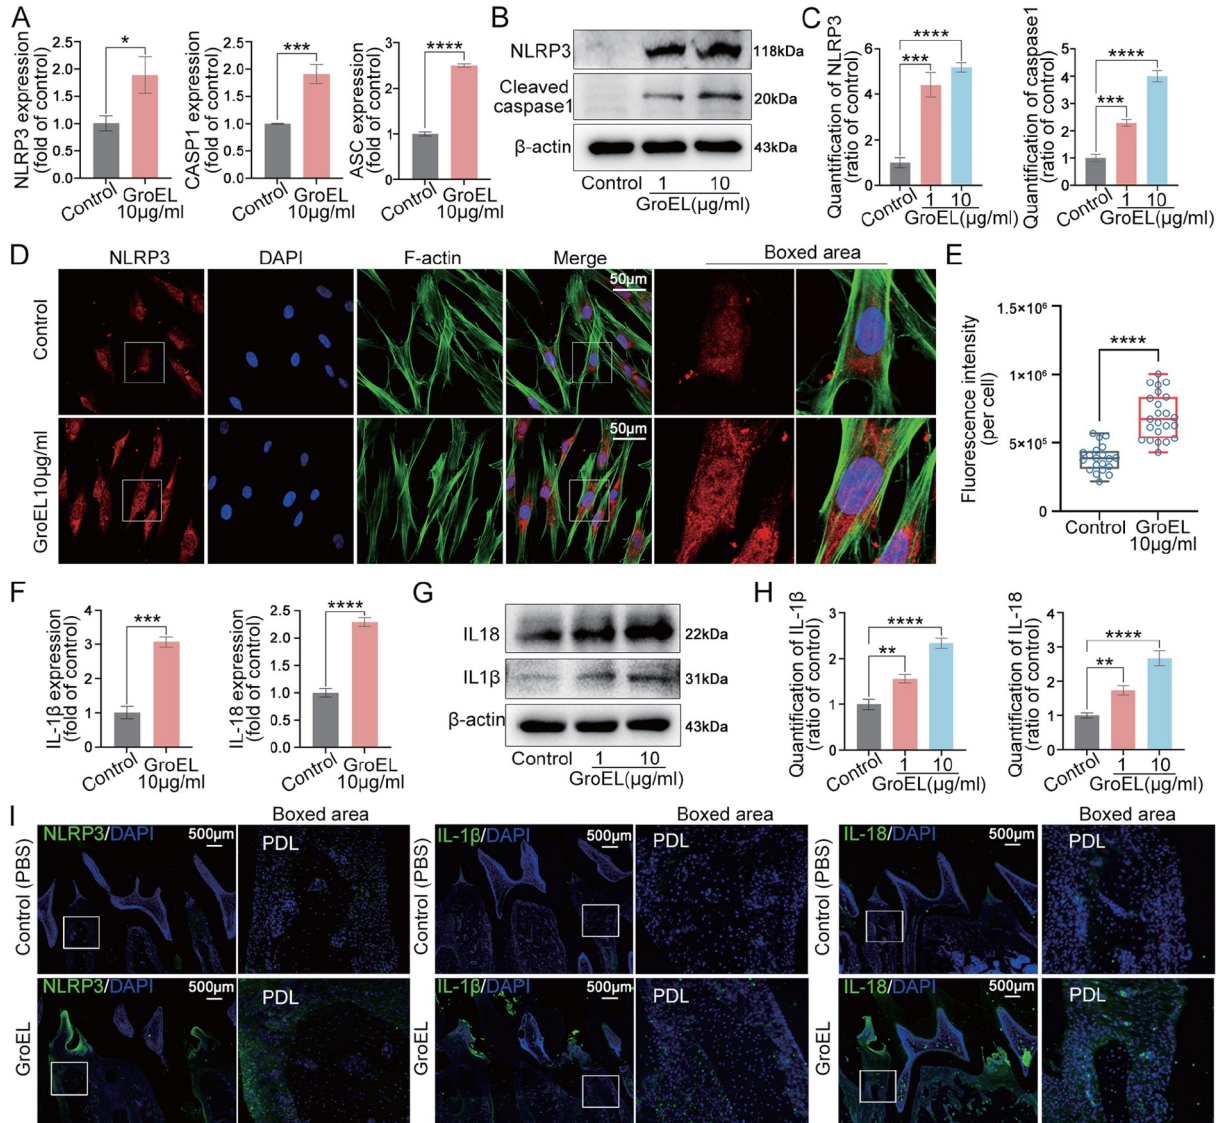 A
NLRP3 expression
(fold of control)
2.5
2.0
1.5
1.0
0.5
0.0
*
Control
GroEL
10μg/ml
CASP1 expression
(fold of control)
2.5
2.0
1.5
1.0
0.5
0.0
***
Control
GroEL
10μg/ml
ASC expression
(fold of control)
3
2
1
0
****
Control
GroEL
10μg/ml
B
NLRP3
118kDa
Cleaved
caspase1
20kDa
β-actin
43kDa
Control
1
10
GroEL(μg/ml)
C
Quantification of NLRP3
(ratio of control)
6
4
2
0
****
***
Control
1
10
GroEL(μg/ml)
Quantification of caspase1
(ratio of control)
5
4
3
2
1
0
****
***
Control
1
10
GroEL(μg/ml)
D
NLRP3
DAPI
F-actin
Merge
Boxed area
Control
50μm
GroEL10μg/ml
50μm
E
Fluorescence intensity
(per cell)
1.5×10⁶
1×10⁶
5×10⁵
0
****
Control
GroEL
10μg/ml
F
IL-1β expression
(fold of control)
4
3
2
1
0
***
Control
GroEL
10μg/ml
IL-18 expression
(fold of control)
2.5
2.0
1.5
1.0
0.5
0.0
****
Control
GroEL
10μg/ml
G
IL18
22kDa
IL1β
31kDa
β-actin
43kDa
Control
1
10
GroEL(μg/ml)
H
Quantification of IL-1β
(ratio of control)
3
2
1
0
****
**
Control
1
10
GroEL(μg/ml)
Quantification of IL-18
(ratio of control)
4
3
2
1
0
****
**
Control
1
10
GroEL(μg/ml)
I
Boxed area
Boxed area
Boxed area
Control (PBS)
NLRP3/DAPI
500μm
PDL
Control (PBS)
IL-1β/DAPI
500μm
PDL
Control (PBS)
IL-18/DAPI
500μm
PDL
GroEL
NLRP3/DAPI
500μm
PDL
GroEL
IL-1β/DAPI
500μm
PDL
GroEL
IL-18/DAPI
500μm
PDL